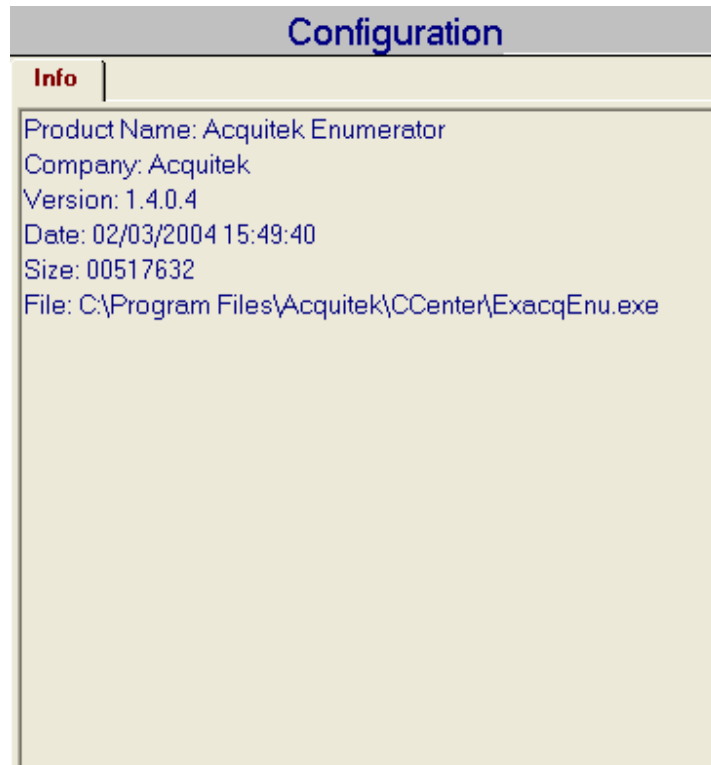 Configuration
Info
Product Name: Acquitek Enumerator
Company: Acquitek
Version: 1.4.0.4
Date: 02/03/2004 15:49:40
Size: 00517632
File: C:\Program Files\Acquitek\CCenter\ExacqEnu.exe